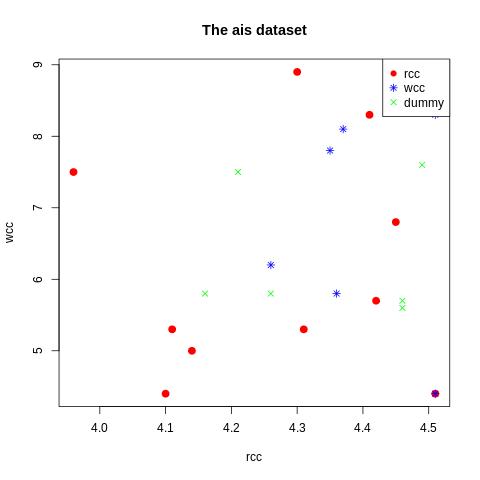 The ais dataset
rcc
wcc
dummy
9
8
7
6
5
wcc
4.0 4.1 4.2 4.3 4.4 4.5
rcc